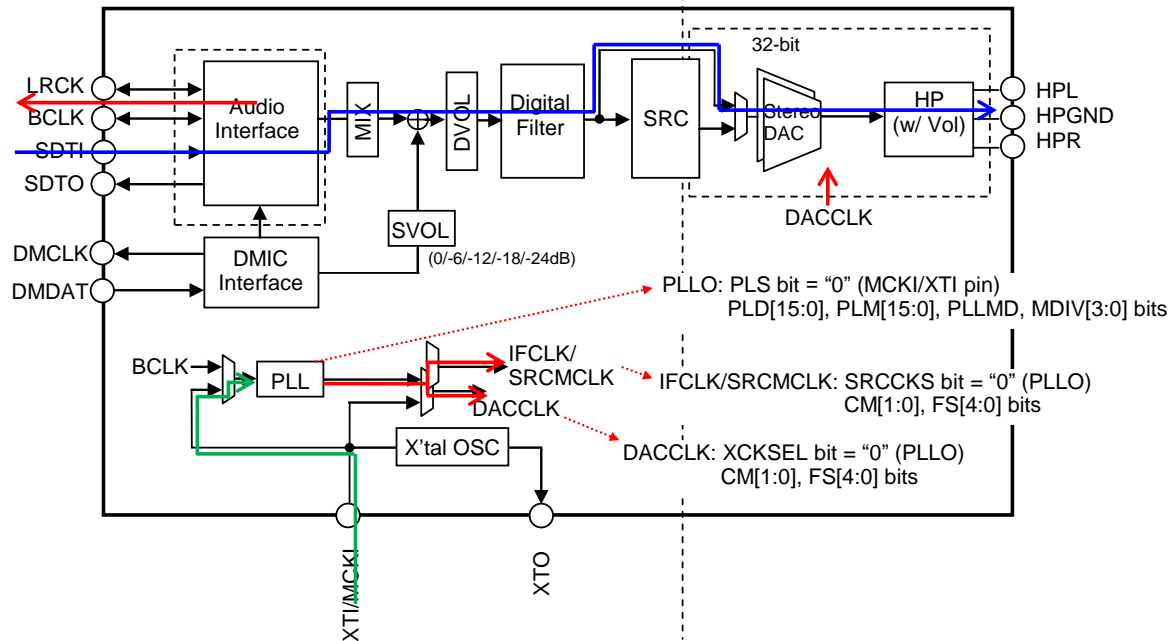 32-bit
LRCK
BCLK
SDTI
SDTO
DMCLK
DMDAT
Audio
Interface
MIX
DVOL
Digital
Filter
SRC
Stereo
DAC
HP
(w/ Vol)
HPL
HPGND
HPR
DACCLK
SVOL
(0/-6/-12/-18/-24dB)
DMIC
Interface
PLLO: PLS bit = “0” (MCKI/XTI pin)
PLD[15:0], PLM[15:0], PLLMD, MDIV[3:0] bits
BCLK
PLL
IFCLK/
SRCMCLK
DACCLK
IFCLK/SRCMCLK: SRCCKS bit = “0” (PLLO)
CM[1:0], FS[4:0] bits
X'tal OSC
DACCLK: XCKSEL bit = “0” (PLLO)
CM[1:0], FS[4:0] bits
XTI/MCKI
XTO